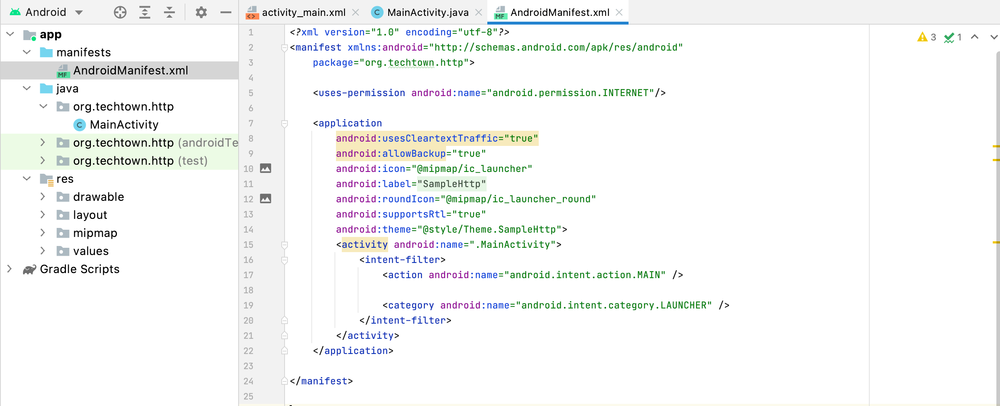 Android
activity_main.xml
MainActivity.java
AndroidManifest.xml
app
manifests
AndroidManifest.xml
java
org.techtown.http
MainActivity
org.techtown.http (androidTe
org.techtown.http (test)
res
drawable
layout
mipmap
values
Gradle Scripts
3 1
1 <?xml version="1.0" encoding="utf-8"?>
2 <manifest xmlns:android="http://schemas.android.com/apk/res/android"
3 package="org.techtown.http">
4
5 <uses-permission android:name="android.permission.INTERNET"/>
6
7 <application
8 android:usesCleartextTraffic="true"
9 android:allowBackup="true"
10 android:icon="@mipmap/ic_launcher"
11 android:label="SampleHttp"
12 android:roundIcon="@mipmap/ic_launcher_round"
13 android:supportsRtl="true"
14 android:theme="@style/Theme.SampleHttp">
15 <activity android:name=".MainActivity">
16 <intent-filter>
17 <action android:name="android.intent.action.MAIN" />
18
19 <category android:name="android.intent.category.LAUNCHER" />
20 </intent-filter>
21 </activity>
22 </application>
23
24 </manifest>
25